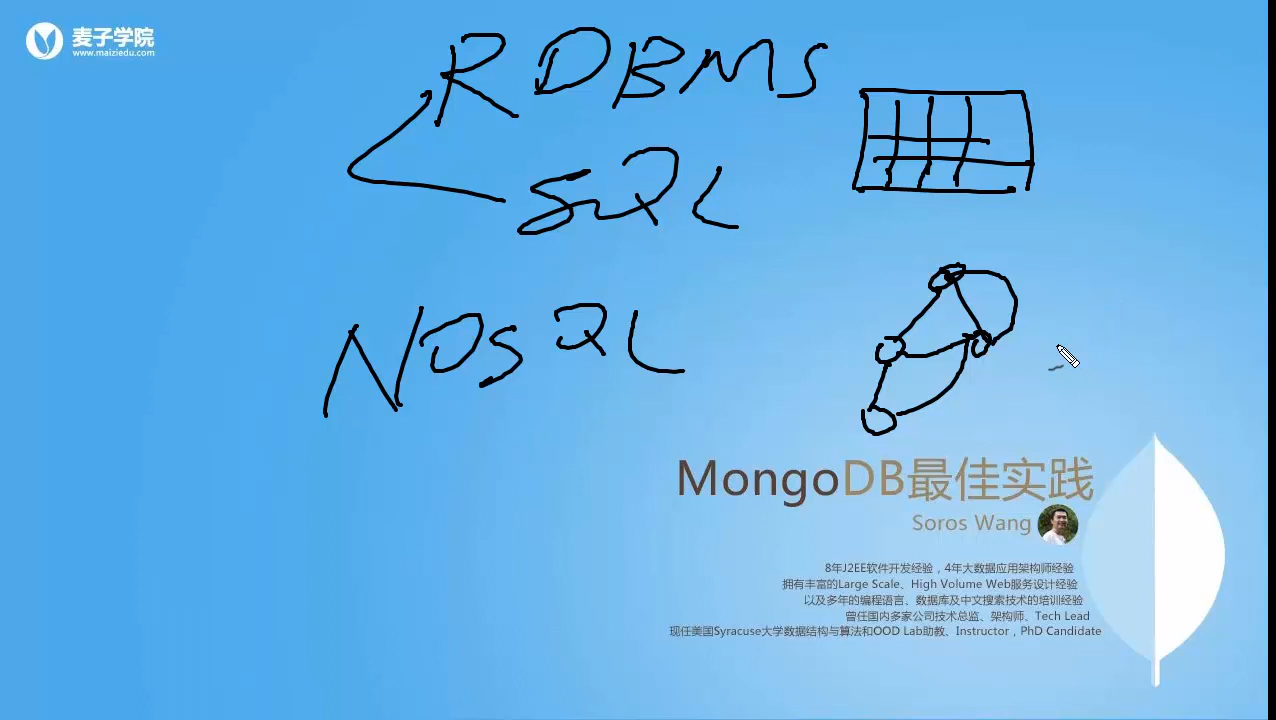 麦子学院
www.maiziedu.com
RDBMS
SQL
NOSQL
MongoDB最佳实践
Soros Wang
8年J2EE软件开发经验，4年大数据应用架构师经验
拥有丰富的Large Scale、High Volume Web服务设计经验
以及多年的编程语言、数据库及中文搜索技术的培训经验
曾任国内多家公司技术总监、架构师、Tech Lead
现任美国Syracuse大学数据结构与算法和OOD Lab助教、Instructor，PhD Candidate